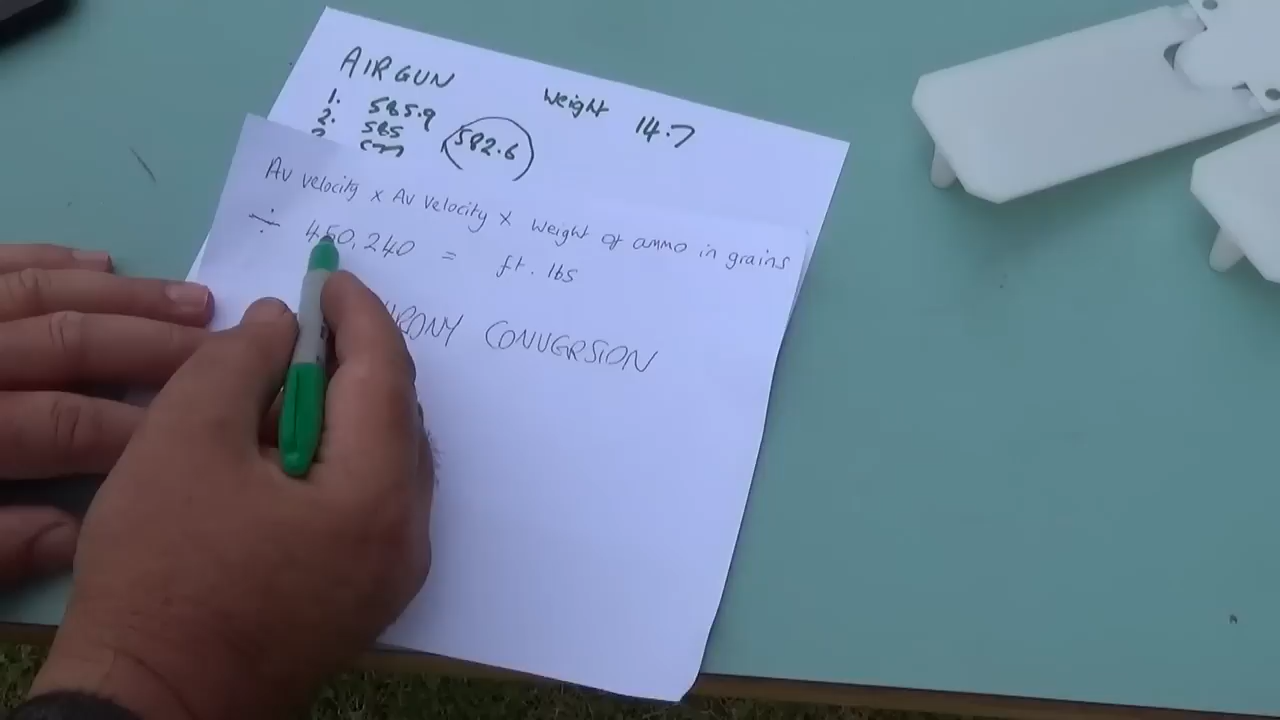 AIRGUN
Weight 14.7
1. 585.9
2. 585
582.6
Av velocity x Av velocity x weight of ammo in grains
÷ 450,240 = ft. lbs
CONVERSION